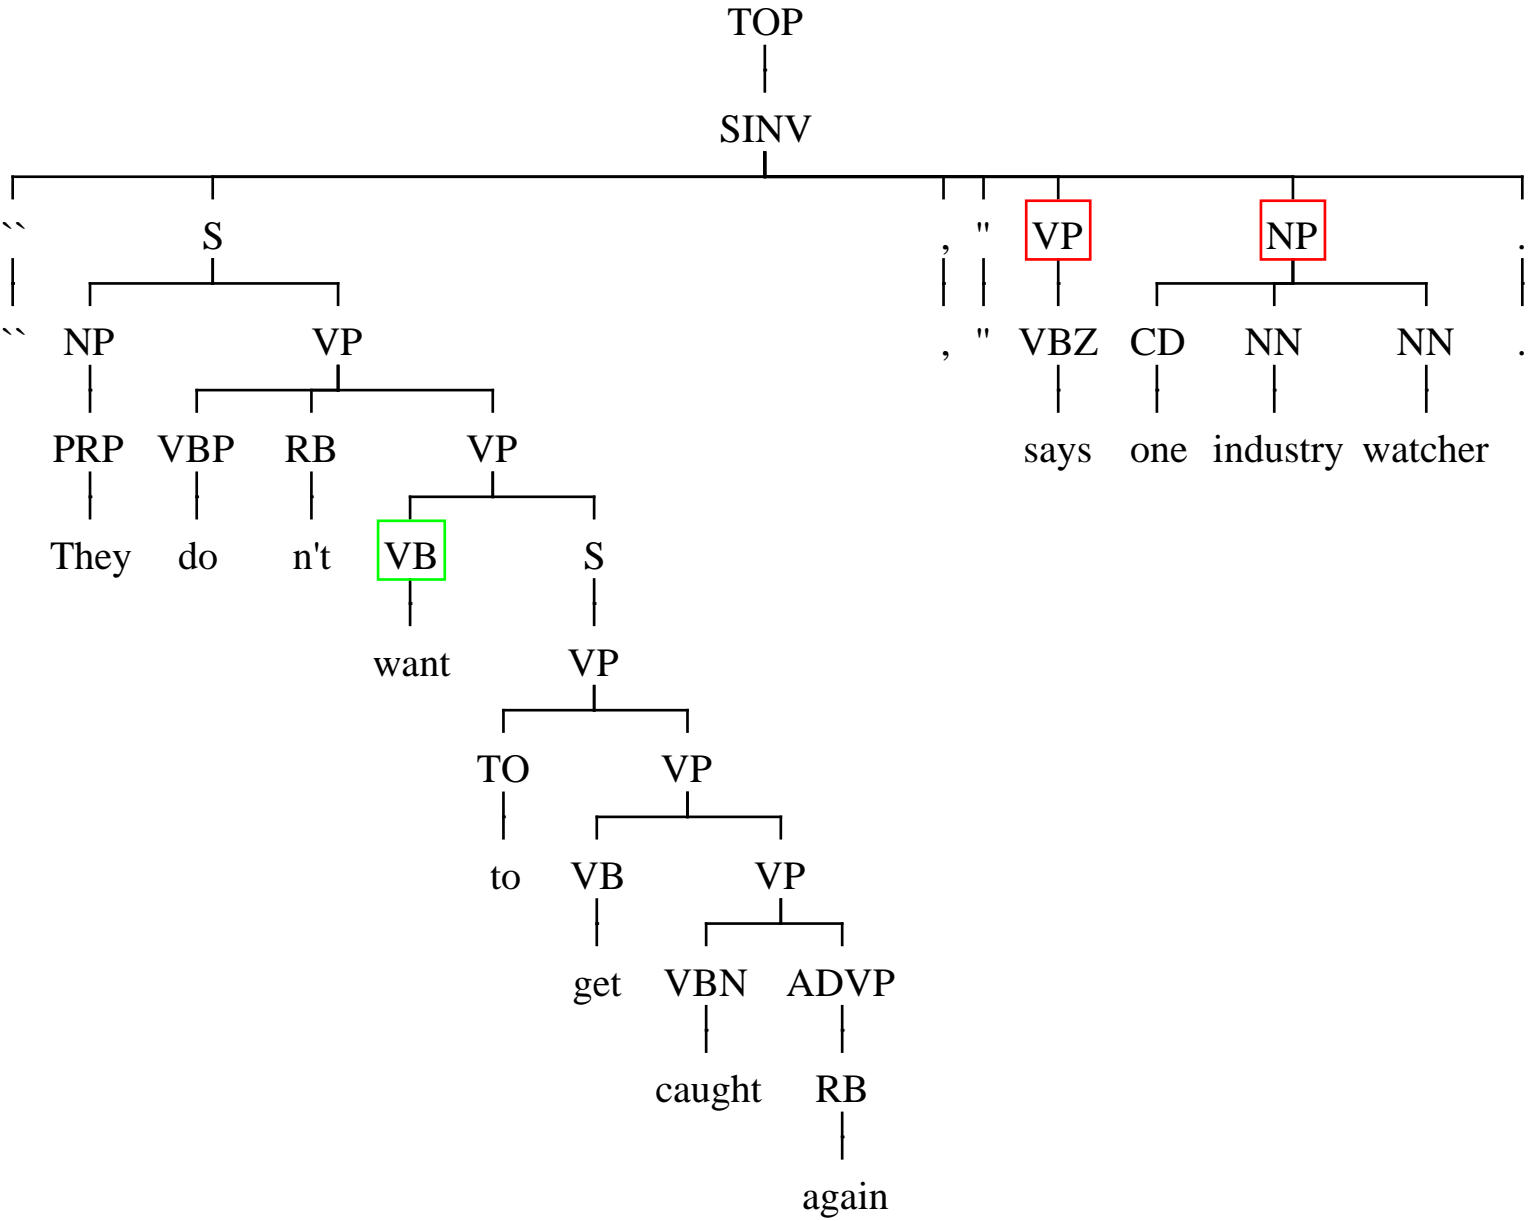 TOP
SINV
`` S , " VP NP .
`` NP VP , " VBZ CD NN NN .
PRP VBP RB VP says one industry watcher
They do n't VB S
want VP
TO VP
to VB VP
get VBN ADVP
caught RB
again